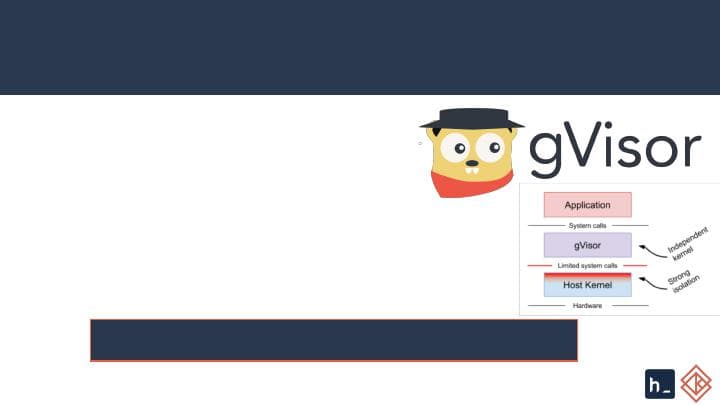 gVisor
Application
System calls
gVisor
Independent
kernel
Limited system calls
Strong
isolation
Host Kernel
Hardware
h_